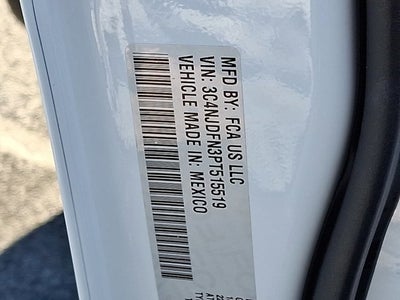 MFD BY: FCA US LLC
VIN: 3C4NJDFN3PT515519
VEHICLE MADE IN: MEXICO